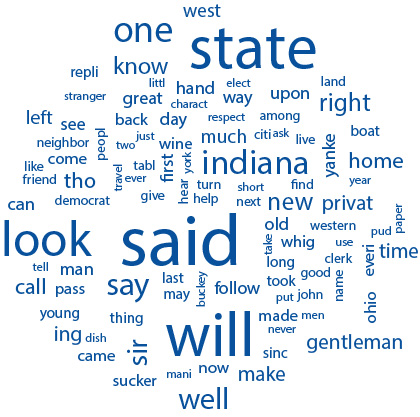 west
one
state
repli
know
littl
elect
land
stranger
great
hand
way
upon
right
charact
left
see
back
day
respect
among
neighbor
peopl
two
just
wine
much
citi
ask
live
boat
yanke
like
come
tabl
first
york
indiana
home
friend
tho
travel
ever
hear
turn
short
find
year
can
democrat
give
help
next
new
privat
paper
look
said
old
western
pud
take
whig
use
everi
time
tell
man
last
long
clerk
call
pass
say
may
buckey
follow
took
good
name
put
john
ohio
young
thing
will
made
men
never
ing
dish
sir
came
sinc
gentleman
sucker
mani
now
make
well